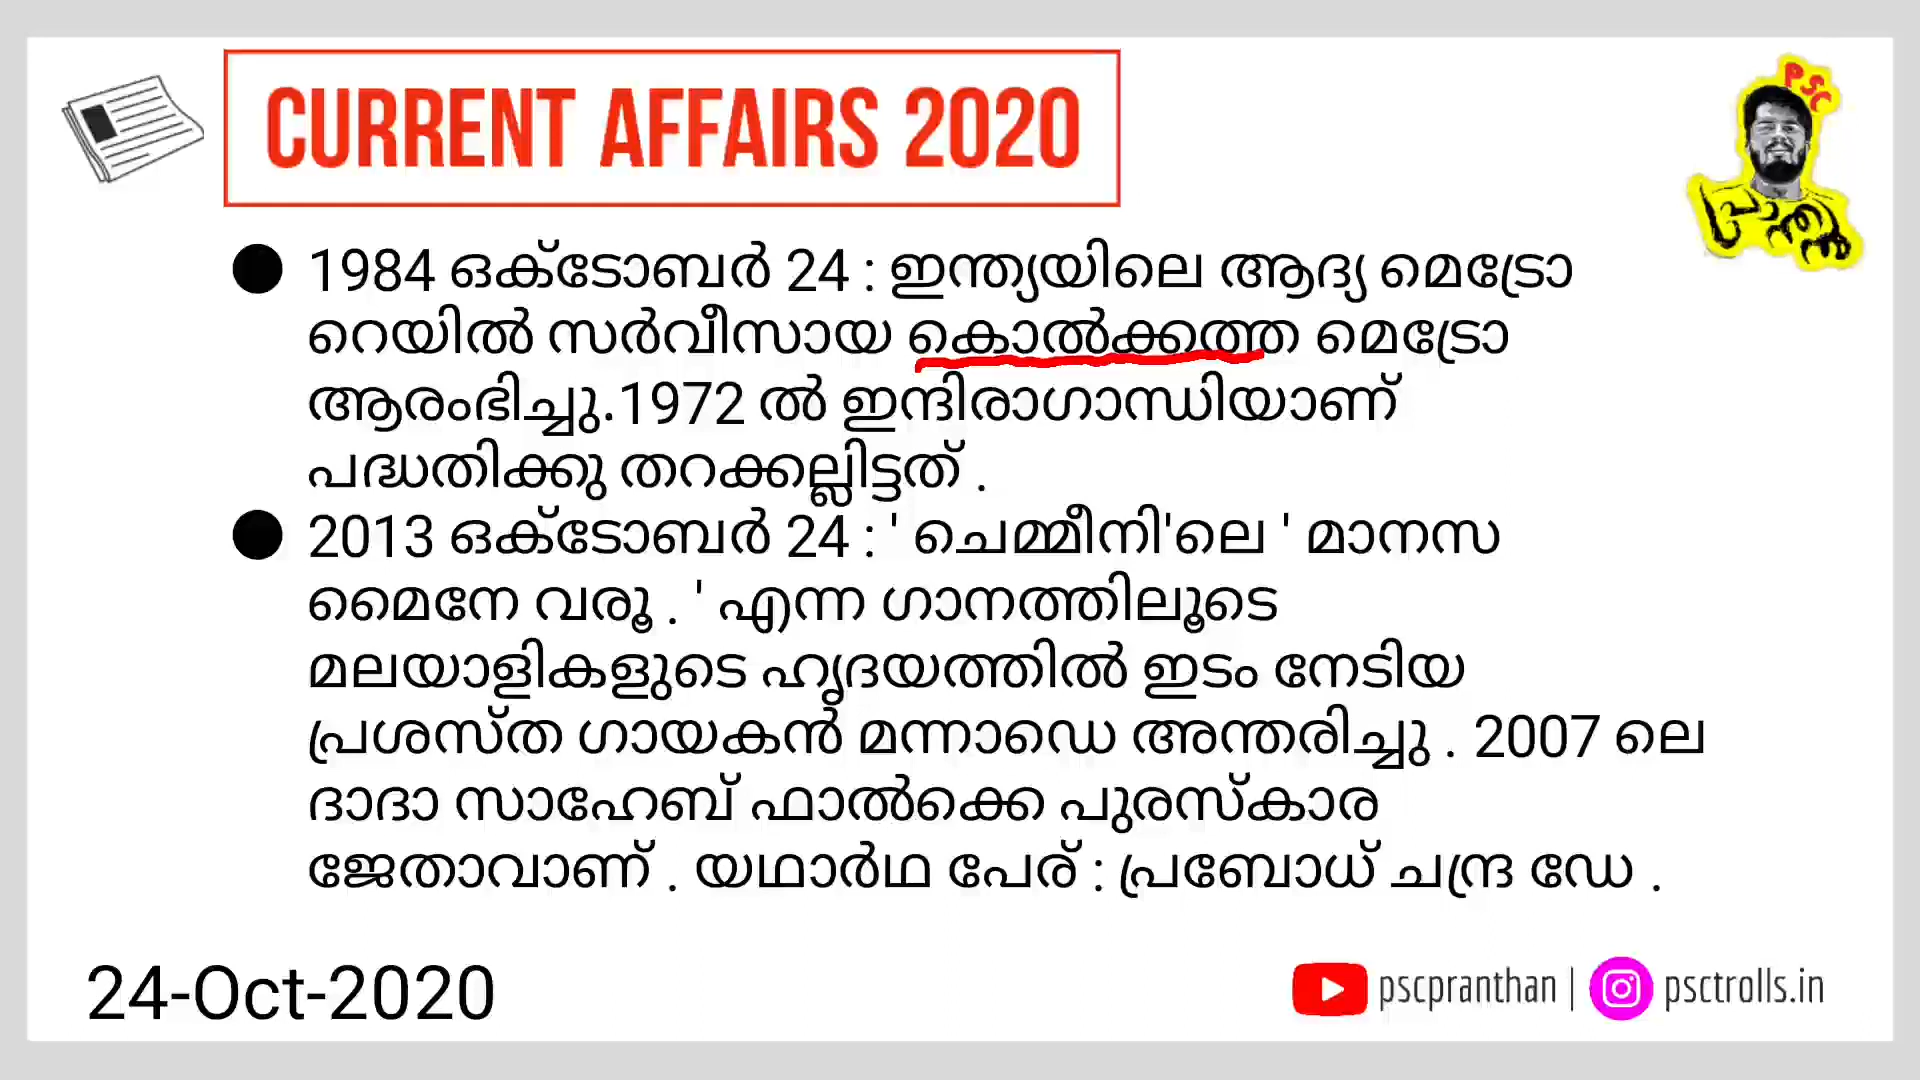 CURRENT AFFAIRS 2020
PSC
പ്രാന്തൻ
● 1984 ഒക്ടോബർ 24 : ഇന്ത്യയിലെ ആദ്യ മെട്രോ
റെയിൽ സർവീസായ കൊൽക്കത്ത മെട്രോ
ആരംഭിച്ചു.1972 ൽ ഇന്ദിരാഗാന്ധിയാണ്
പദ്ധതിക്കു തറക്കല്ലിട്ടത് .
● 2013 ഒക്ടോബർ 24 : ' ചെമ്മീനി'ലെ ' മാനസ
മൈനേ വരൂ . ' എന്ന ഗാനത്തിലൂടെ
മലയാളികളുടെ ഹൃദയത്തിൽ ഇടം നേടിയ
പ്രശസ്ത ഗായകൻ മന്നാഡെ അന്തരിച്ചു . 2007 ലെ
ദാദാ സാഹേബ് ഫാൽക്കെ പുരസ്കാര
ജേതാവാണ് . യഥാർഥ പേര് : പ്രബോധ് ചന്ദ്ര ഡേ .
24-Oct-2020
pscpranthan | psctrolls.in